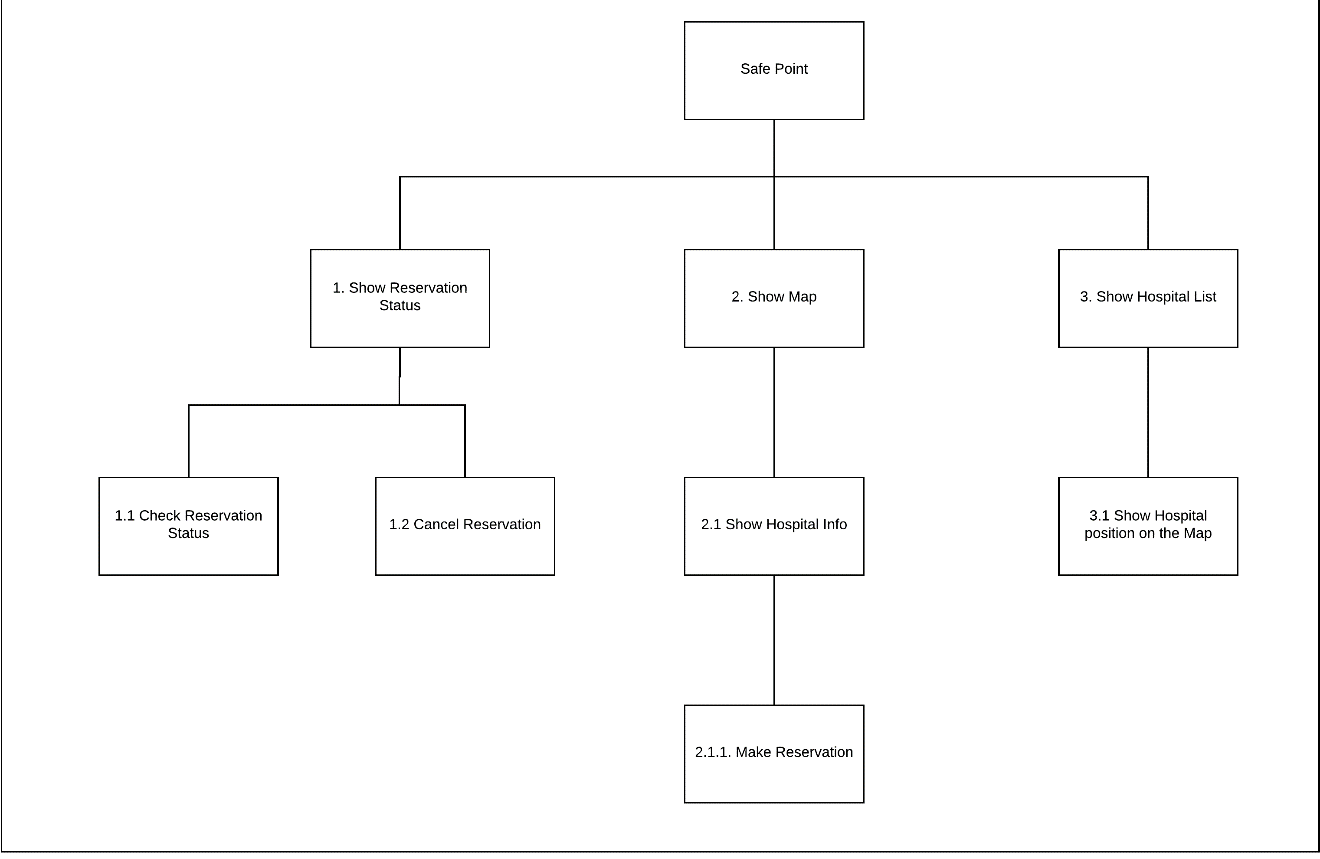 Safe Point
1. Show Reservation
Status
2. Show Map
3. Show Hospital List
1.1 Check Reservation
Status
1.2 Cancel Reservation
2.1 Show Hospital Info
3.1 Show Hospital
position on the Map
2.1.1. Make Reservation